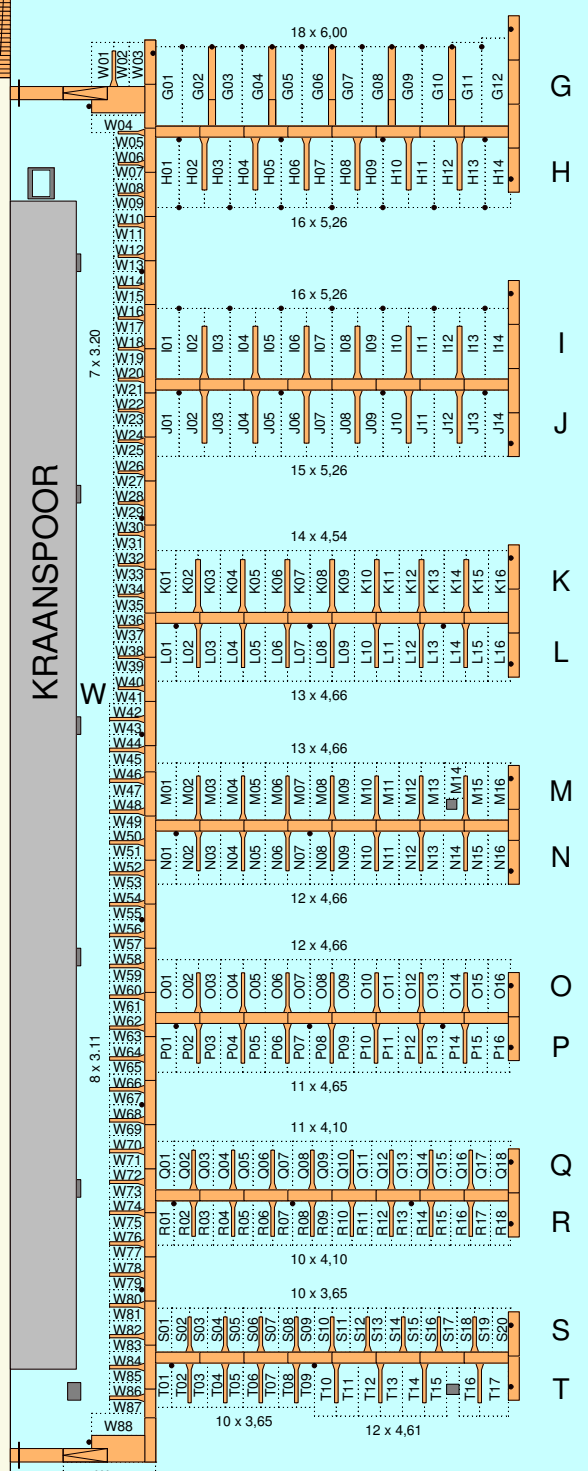 18 x 6,00
W01 W02 W03
G01 G02 G03 G04 G05 G06 G07 G08 G09 G10 G11 G12
G
H01 H02 H03 H04 H05 H06 H07 H08 H09 H10 H11 H12 H13 H14
H
16 x 5,26
16 x 5,26
I01 I02 I03 I04 I05 I06 I07 I08 I09 I10 I11 I12 I13 I14
I
J01 J02 J03 J04 J05 J06 J07 J08 J09 J10 J11 J12 J13 J14
J
15 x 5,26
14 x 4,54
K01 K02 K03 K04 K05 K06 K07 K08 K09 K10 K11 K12 K13 K14 K15 K16
K
L01 L02 L03 L04 L05 L06 L07 L08 L09 L10 L11 L12 L13 L14 L15 L16
L
13 x 4,66
13 x 4,66
M01 M02 M03 M04 M05 M06 M07 M08 M09 M10 M11 M12 M13 M14 M15 M16
M
N01 N02 N03 N04 N05 N06 N07 N08 N09 N10 N11 N12 N13 N14 N15 N16
N
12 x 4,66
12 x 4,66
O01 O02 O03 O04 O05 O06 O07 O08 O09 O10 O11 O12 O13 O14 O15 O16
O
P01 P02 P03 P04 P05 P06 P07 P08 P09 P10 P11 P12 P13 P14 P15 P16
P
11 x 4,65
11 x 4,10
Q01 Q02 Q03 Q04 Q05 Q06 Q07 Q08 Q09 Q10 Q11 Q12 Q13 Q14 Q15 Q16 Q17 Q18
Q
R01 R02 R03 R04 R05 R06 R07 R08 R09 R10 R11 R12 R13 R14 R15 R16 R17 R18
R
10 x 4,10
10 x 3,65
S01 S02 S03 S04 S05 S06 S07 S08 S09 S10 S11 S12 S13 S14 S15 S16 S17 S18 S19 S20
S
T01 T02 T03 T04 T05 T06 T07 T08 T09 T10 T11 T12 T13 T14 T15 T16 T17
T
10 x 3,65
12 x 4,61
KRAANSPOOR
W
7 x 3.20
8 x 3.11
W04
W05
W06
W07
W08
W09
W10
W11
W13
W14
W15
W16
W17
W18
W19
W20
W21
W22
W23
W24
W25
W26
W27
W28
W29
W30
W31
W32
W33
W34
W35
W36
W37
W38
W39
W40
W41
W42
W43
W44
W45
W46
W47
W48
W49
W50
W51
W52
W53
W54
W55
W56
W57
W58
W59
W60
W61
W62
W63
W64
W65
W66
W67
W68
W69
W70
W71
W72
W73
W74
W75
W76
W77
W78
W79
W80
W81
W82
W83
W84
W85
W86
W87
W88